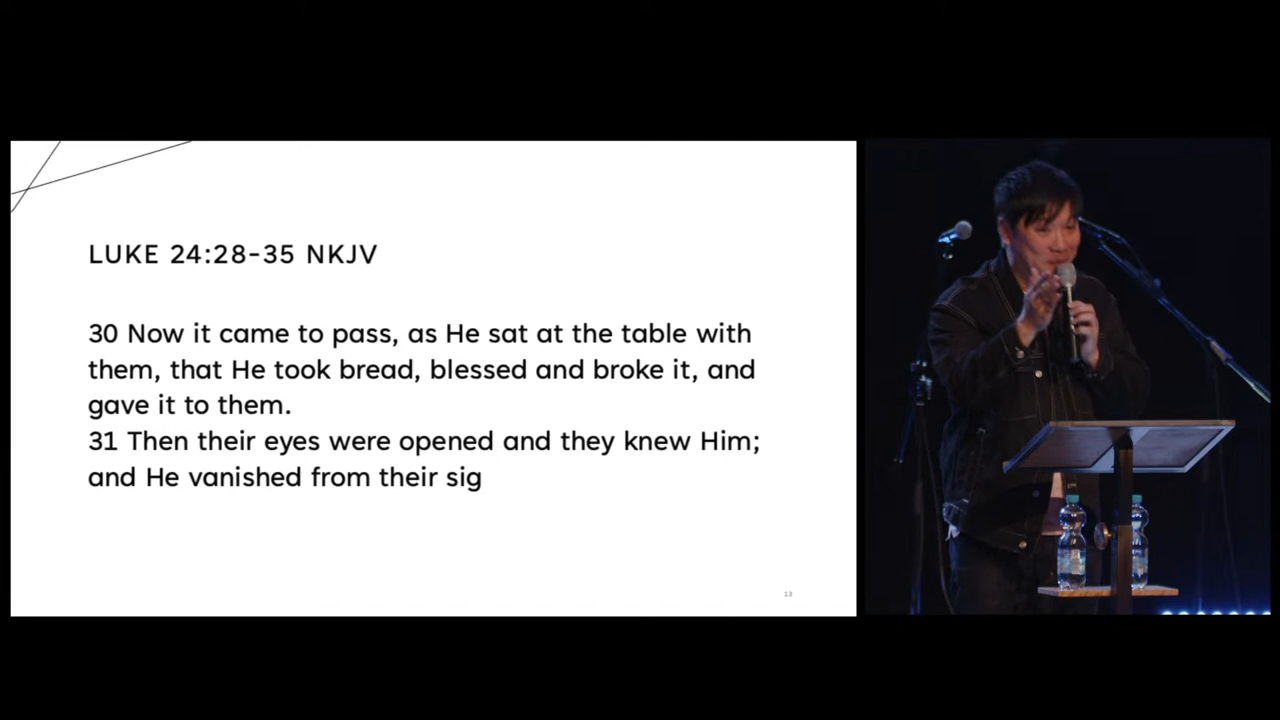 LUKE 24:28-35 NKJV
30 Now it came to pass, as He sat at the table with
them, that He took bread, blessed and broke it, and
gave it to them.
31 Then their eyes were opened and they knew Him;
and He vanished from their sig
13